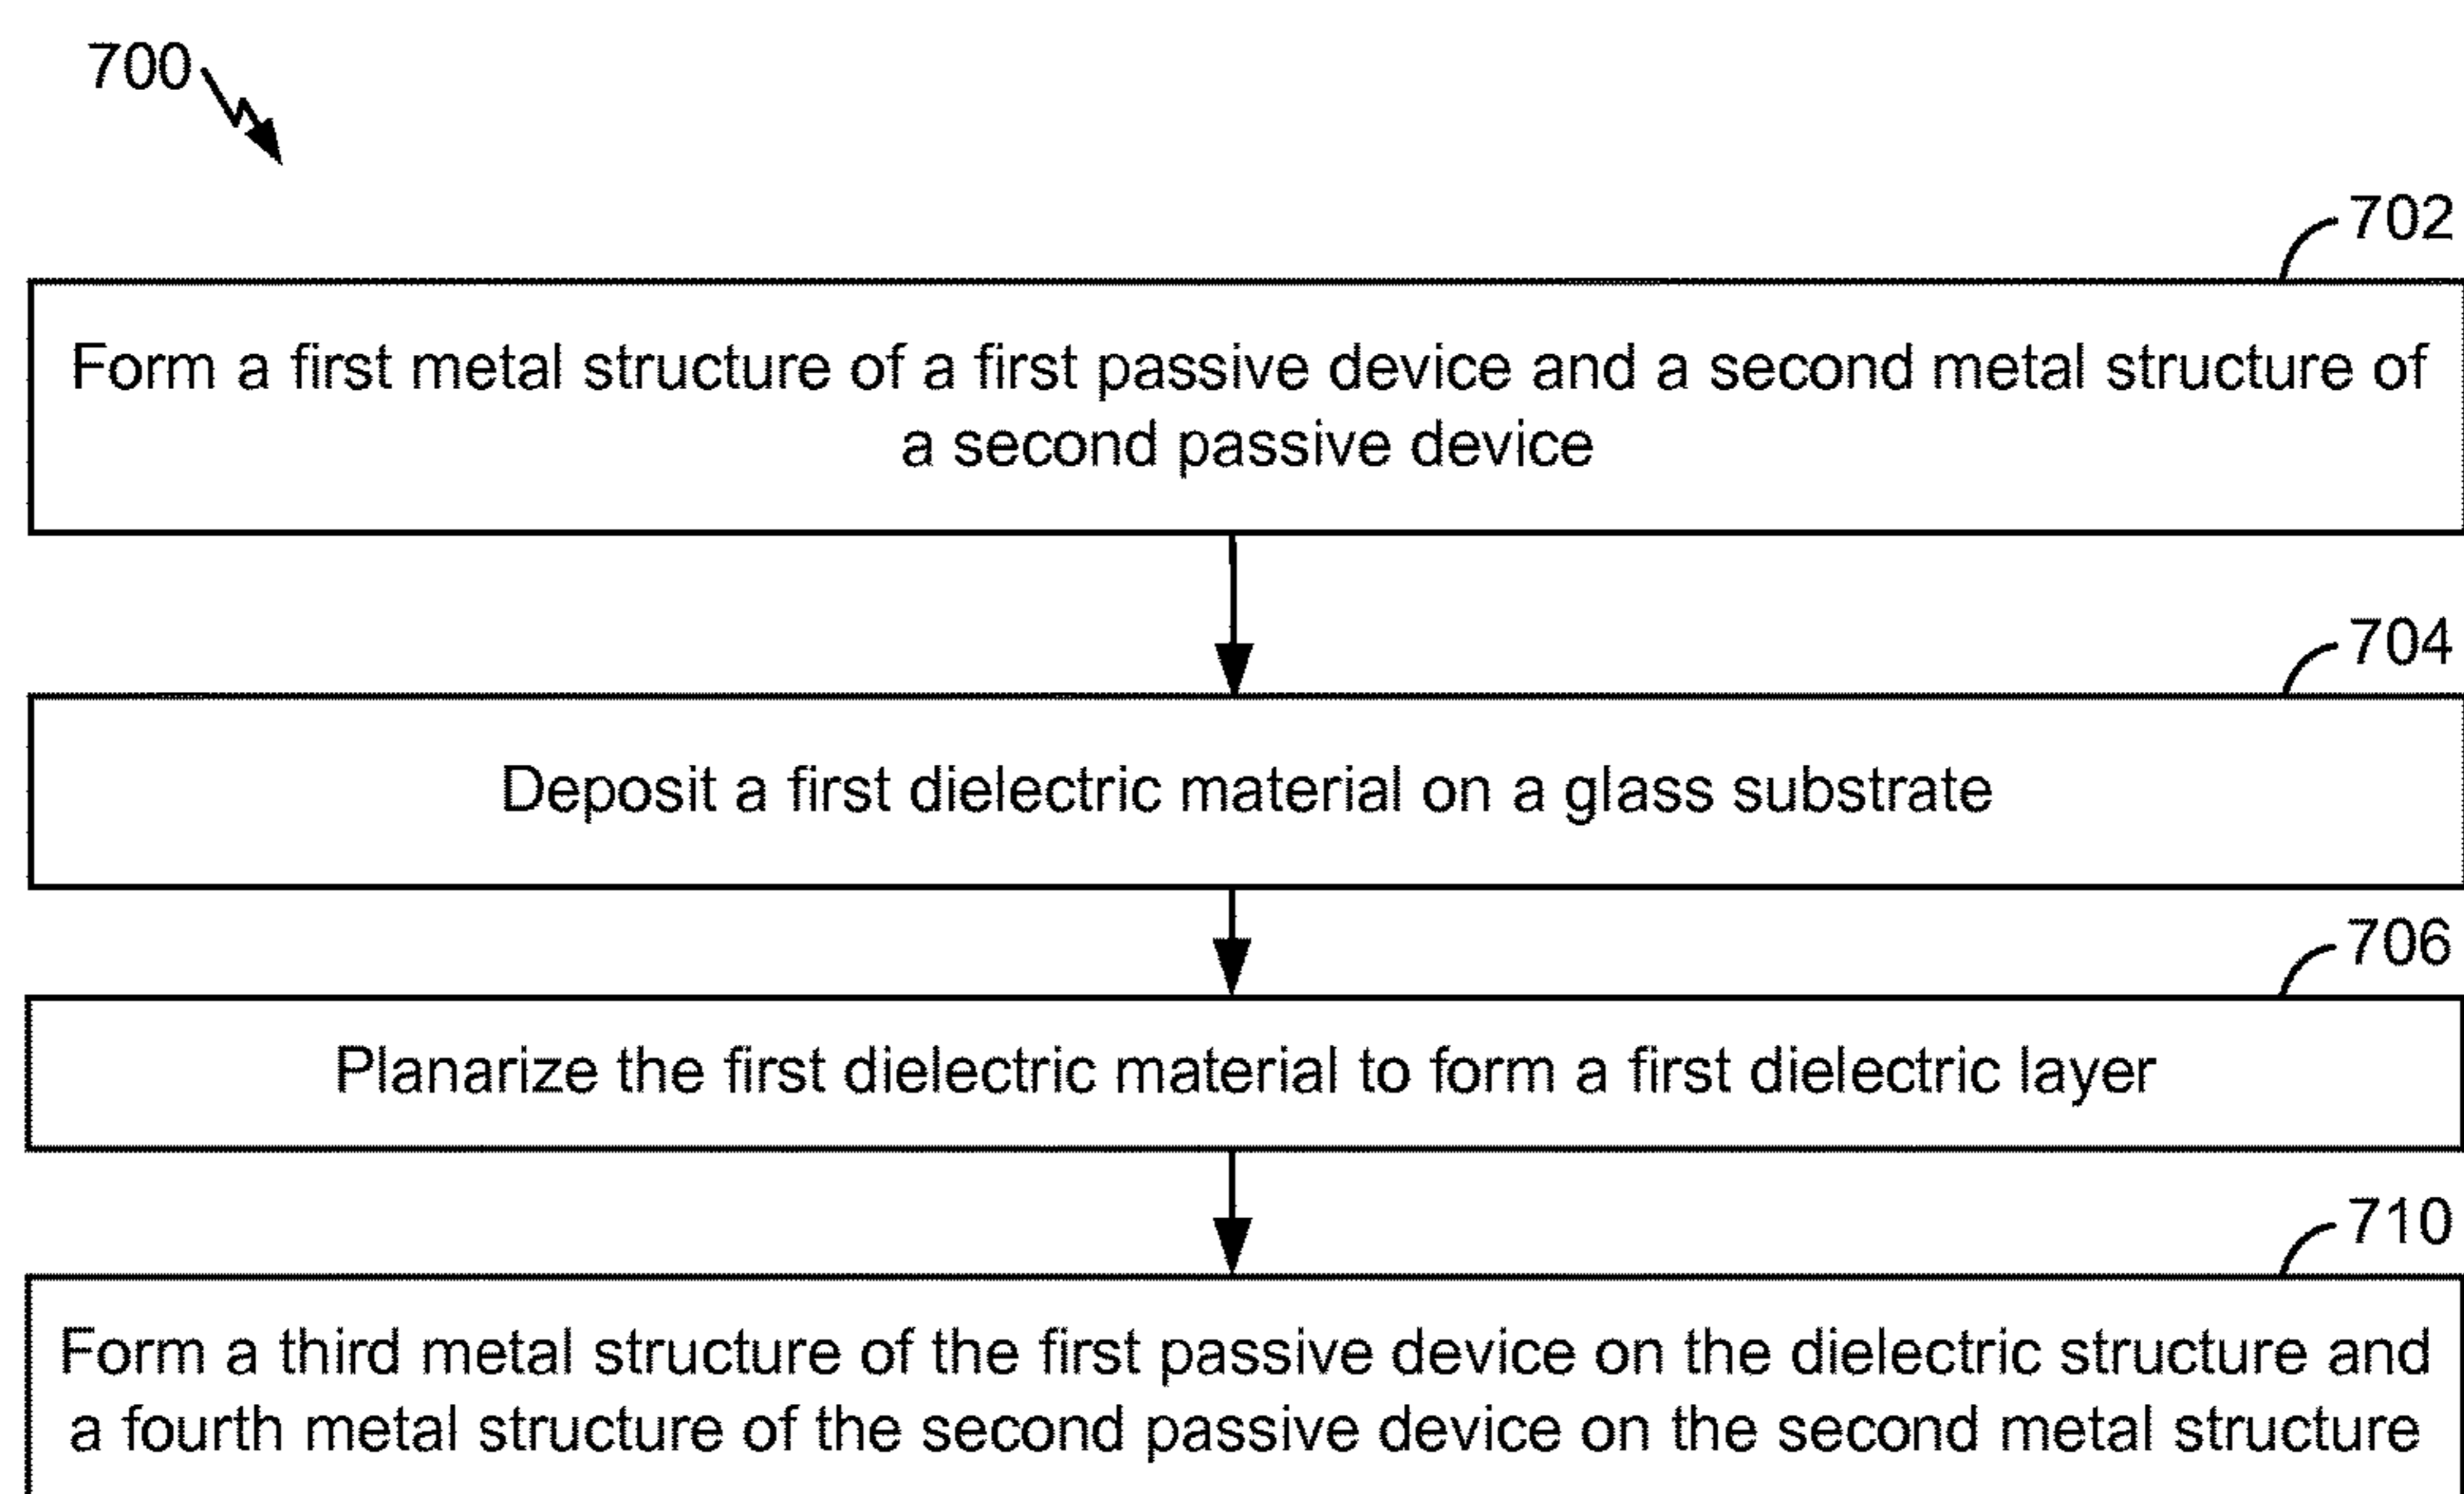 700
702
Form a first metal structure of a first passive device and a second metal structure of
a second passive device
704
Deposit a first dielectric material on a glass substrate
706
Planarize the first dielectric material to form a first dielectric layer
710
Form a third metal structure of the first passive device on the dielectric structure and
a fourth metal structure of the second passive device on the second metal structure